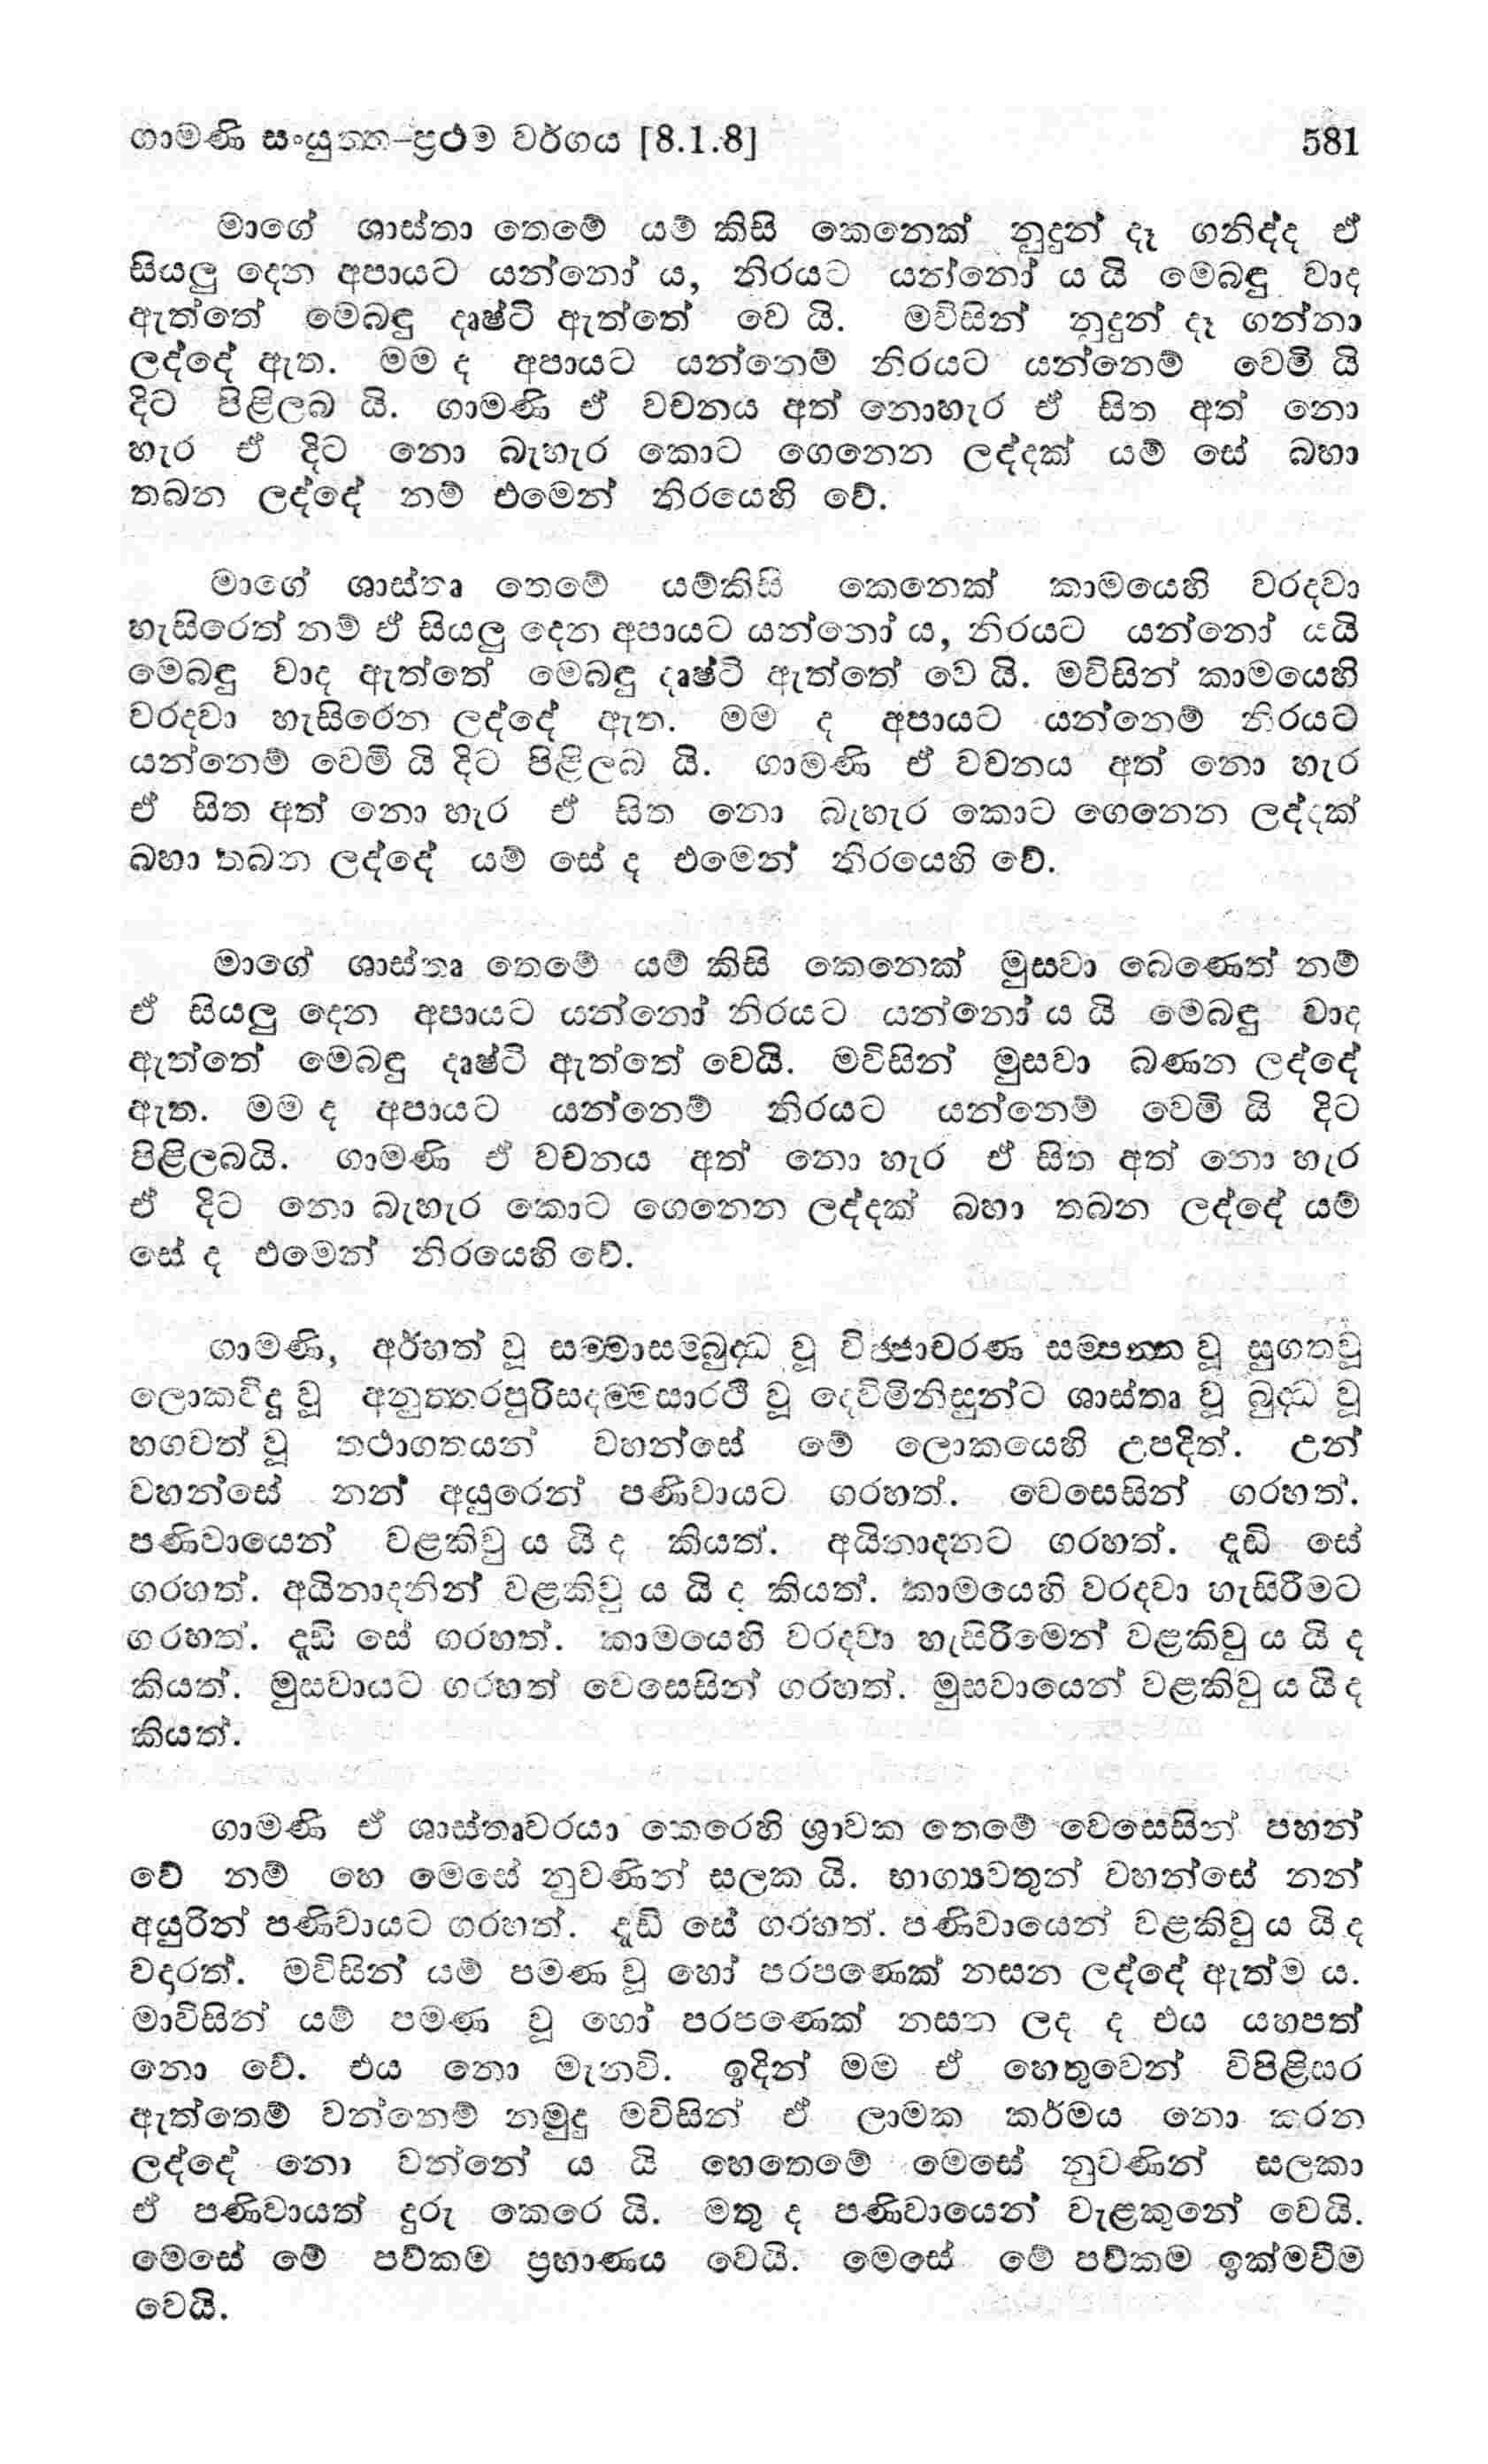 ගාමණි සංයුත්ත-ප්‍රථම වර්ගය [8.1.8] 581
මාගේ ශාස්තා තෙමේ යම් කිසි කෙනෙක් නුදුන් දෑ ගනිද්ද ඒ
සියලු දෙන අපායට යන්නෝ ය, නිරයට යන්නෝ ය යි මෙබඳු වාද
ඇත්තේ මෙබඳු දෘෂ්ටි ඇත්තේ වෙ යි. මවිසින් නුදුන් දෑ ගන්නා
ලද්දේ ඇත. මම ද අපායට යන්නෙම් නිරයට යන්නෙම් වෙමි යි
දිට පිළිලබ යි. ගාමණි ඒ වචනය අත් නොහැර ඒ සිත අත් නො
හැර ඒ දිට නො බැහැර කොට ගෙනෙන ලද්දක් යම් සේ බහා
තබන ලද්දේ නම් එමෙන් නිරයෙහි වේ.
මාගේ ශාස්තෘ තෙමේ යම්කිසි කෙනෙක් කාමයෙහි වරදවා
හැසිරෙත් නම් ඒ සියලු දෙන අපායට යන්නෝ ය, නිරයට යන්නෝ යයි
මෙබඳු වාද ඇත්තේ මෙබඳු දෘෂ්ටි ඇත්තේ වෙ යි. මවිසින් කාමයෙහි
වරදවා හැසිරෙන ලද්දේ ඇත. මම ද අපායට යන්නෙම් නිරයට
යන්නෙම් වෙමි යි දිට පිළිලබ යි. ගාමණි ඒ වචනය අත් නො හැර
ඒ සිත අත් නො හැර ඒ සිත නො බැහැර කොට ගෙනෙන ලද්දක්
බහා තබන ලද්දේ යම් සේ ද එමෙන් නිරයෙහි වේ.
මාගේ ශාස්තෘ තෙමේ යම් කිසි කෙනෙක් මුසවා බෙණෙත් නම්
ඒ සියලු දෙන අපායට යන්නෝ නිරයට යන්නෝ ය යි මෙබඳු වාද
ඇත්තේ මෙබඳු දෘෂ්ටි ඇත්තේ වෙයි. මවිසින් මුසවා බණන ලද්දේ
ඇත. මම ද අපායට යන්නෙම් නිරයට යන්නෙම් වෙමි යි දිට
පිළිලබයි. ගාමණි ඒ වචනය අත් නො හැර ඒ සිත අත් නො හැර
ඒ දිට නො බැහැර කොට ගෙනෙන ලද්දක් බහා තබන ලද්දේ යම්
සේ ද එමෙන් නිරයෙහි වේ.
ගාමණි, අර්හත් වූ සම්මාසම්බුද්ධ වූ විජ්ජාචරණ සම්පන්න වූ සුගතවූ
ලොකවිදූ වූ අනුත්තරපුරිසදම්මසාරථී වූ දෙව්මිනිසුන්ට ශාස්තෘ වූ බුද්ධ වූ
භගවත් වූ තථාගතයන් වහන්සේ මේ ලොකයෙහි උපදිත්. උන්
වහන්සේ නන් අයුරෙන් පණිවායට ගරහත්. වෙසෙසින් ගරහත්.
පණිවායෙන් වළකිවු ය යි ද කියත්. අයිනාදනට ගරහත්. දැඩි සේ
ගරහත්. අයිනාදනින් වළකිවු ය යි ද කියත්. කාමයෙහි වරදවා හැසිරීමට
ගරහත්. දැඩි සේ ගරහත්. කාමයෙහි වරදවා හැසිරීමෙන් වළකිවු ය යි ද
කියත්. මුසවායට ගරහත් වෙසෙසින් ගරහත්. මුසවායෙන් වළකිවු ය යි ද
කියත්.
ගාමණි ඒ ශාස්තෘවරයා කෙරෙහි ශ්‍රාවක තෙමේ වෙසෙසින් පහන්
වේ නම් හෙ මෙසේ නුවණින් සලක යි. භාග්‍යවතුන් වහන්සේ නන්
අයුරින් පණිවායට ගරහත්. දැඩි සේ ගරහත්. පණිවායෙන් වළකිවු ය යි ද
වදරත්. මවිසින් යම් පමණ වූ හෝ පරපණෙක් නසන ලද්දේ ඇත්ම ය.
මාවිසින් යම් පමණ වූ හෝ පරපණෙක් නසන ලද ද එය යහපත්
නො වේ. එය නො මැනවි. ඉදින් මම ඒ හෙතුවෙන් විපිළිසර
ඇත්තෙම් වන්නෙම් නමුදු මවිසින් ඒ ලාමක කර්මය නො කරන
ලද්දේ නො වන්නේ ය යි හෙතෙමේ මෙසේ නුවණින් සලකා
ඒ පණිවායත් දුරු කෙරෙ යි. මතු ද පණිවායෙන් වැළකුනේ වෙයි.
මෙසේ මේ පව්කම ප්‍රහාණය වෙයි. මෙසේ මේ පව්කම ඉක්මවීම
වෙයි.